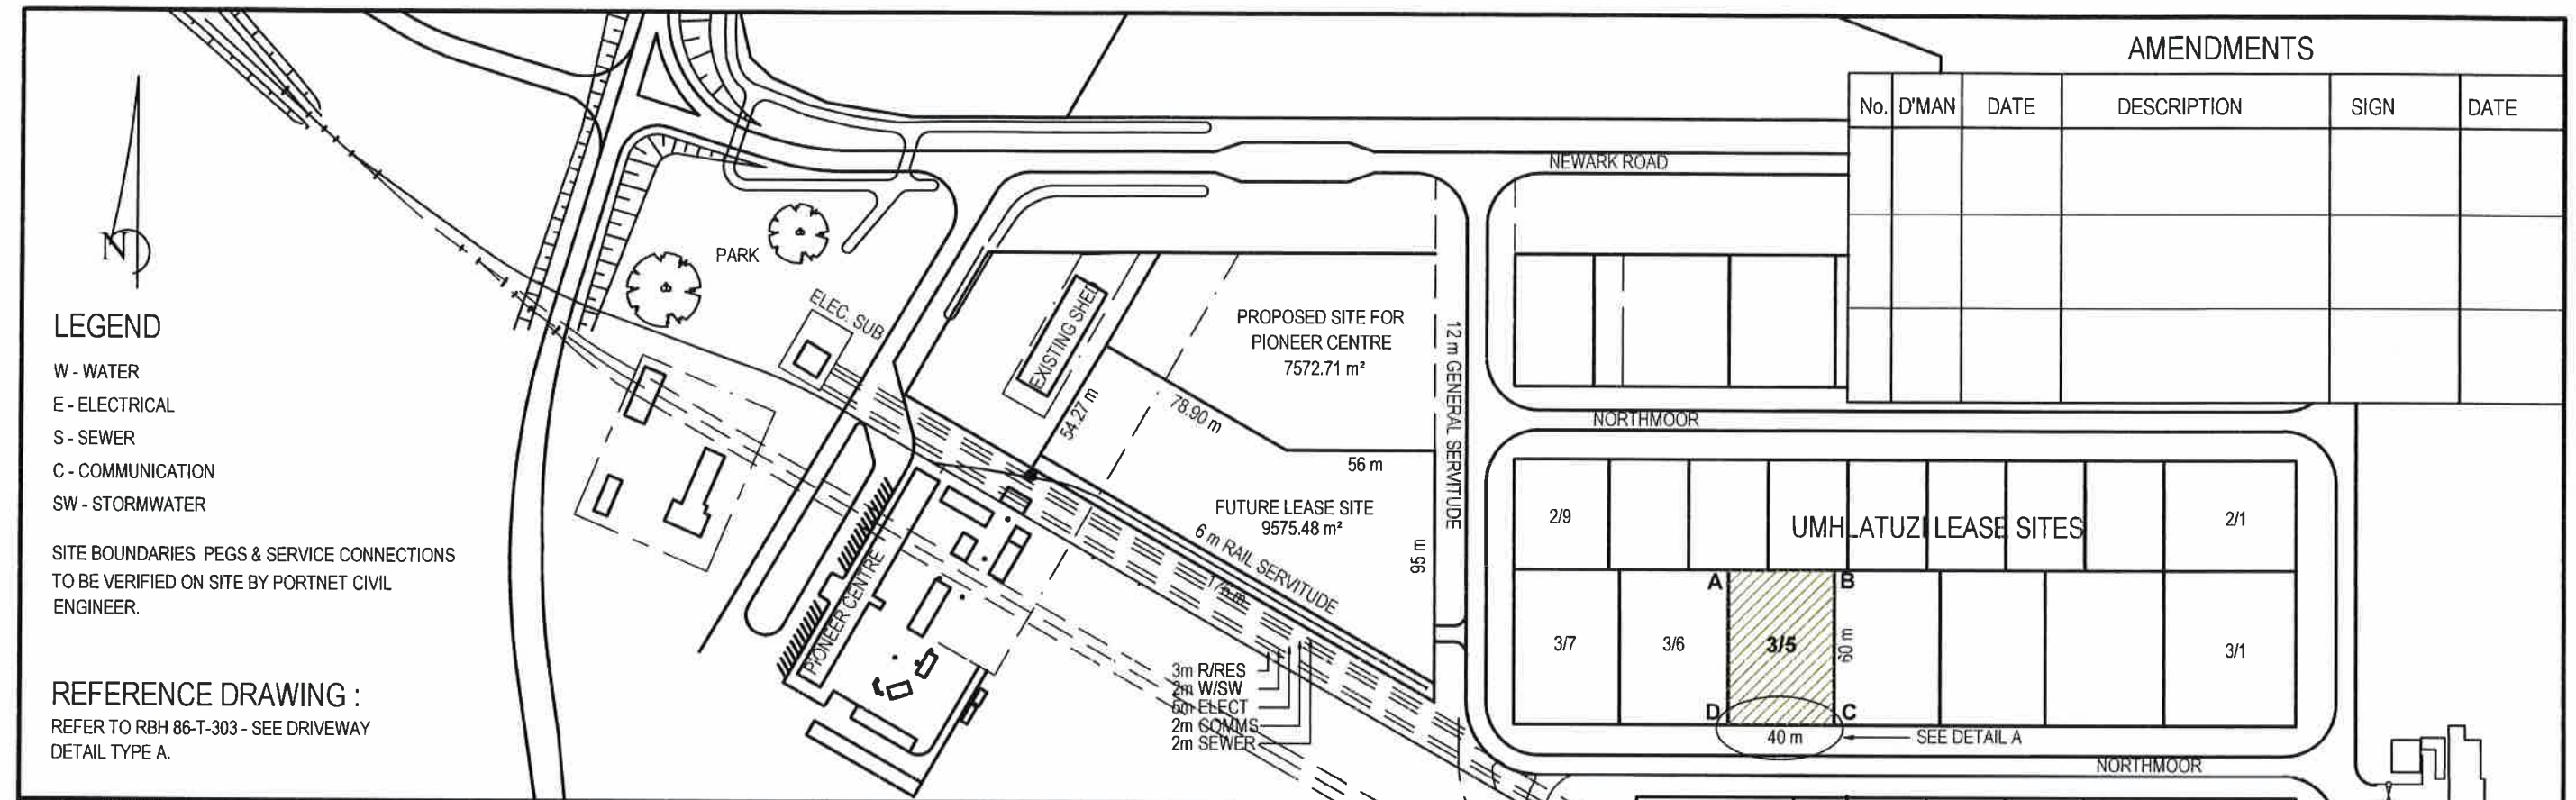 AMENDMENTS
No. D'MAN DATE DESCRIPTION SIGN DATE
N
LEGEND
W - WATER
E - ELECTRICAL
S - SEWER
C - COMMUNICATION
SW - STORMWATER
SITE BOUNDARIES PEGS & SERVICE CONNECTIONS
TO BE VERIFIED ON SITE BY PORTNET CIVIL
ENGINEER.
REFERENCE DRAWING :
REFER TO RBH 86-T-303 - SEE DRIVEWAY
DETAIL TYPE A.
PARK
ELEC. SUB
EXISTING SHED
PROPOSED SITE FOR
PIONEER CENTRE
7572.71 m²
54.27 m
78.90 m
56 m
FUTURE LEASE SITE
9575.48 m²
95 m
6 m RAIL SERVITUDE
175 m
12 m GENERAL SERVITUDE
PIONEER CENTRE
3m R/RES
2m W/SW
6m ELECT
2m COMMS
2m SEWER
NEWARK ROAD
NORTHMOOR
2/9
UMHLATUZI LEASE SITES
2/1
A
B
3/7
3/6
3/5
60 m
3/1
D
C
40 m
SEE DETAIL A
NORTHMOOR